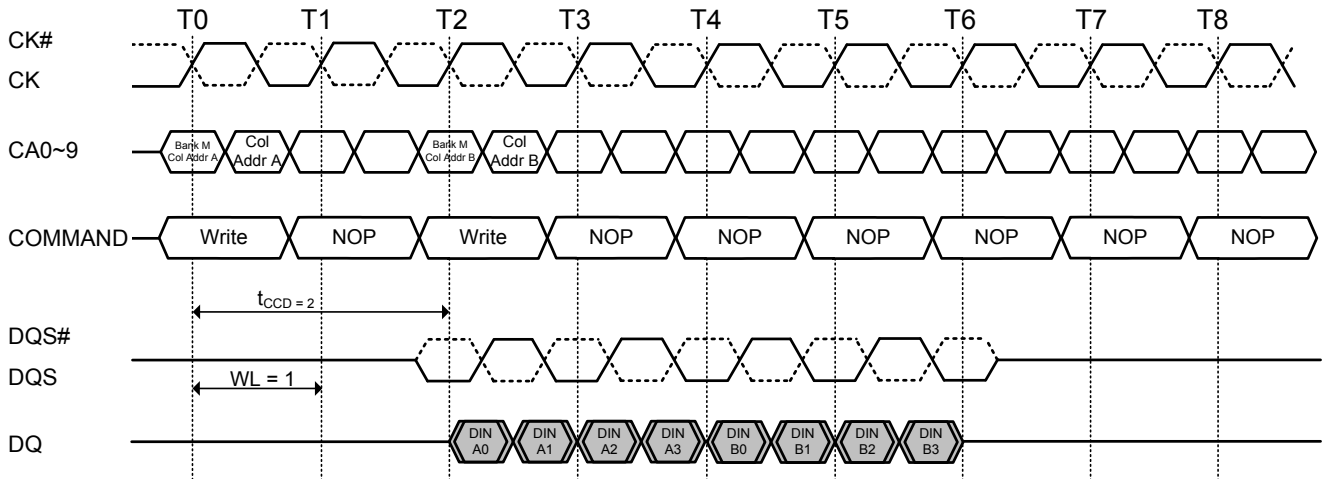 T0 T1 T2 T3 T4 T5 T6 T7 T8
CK#
CK
CA0~9
Bank M
Col Addr A
Col
Addr A
Bank M
Col Addr B
Col
Addr B
COMMAND Write NOP Write NOP NOP NOP NOP NOP NOP
tCCD = 2
DQS#
DQS
WL = 1
DQ
DIN
A0
DIN
A1
DIN
A2
DIN
A3
DIN
B0
DIN
B1
DIN
B2
DIN
B3